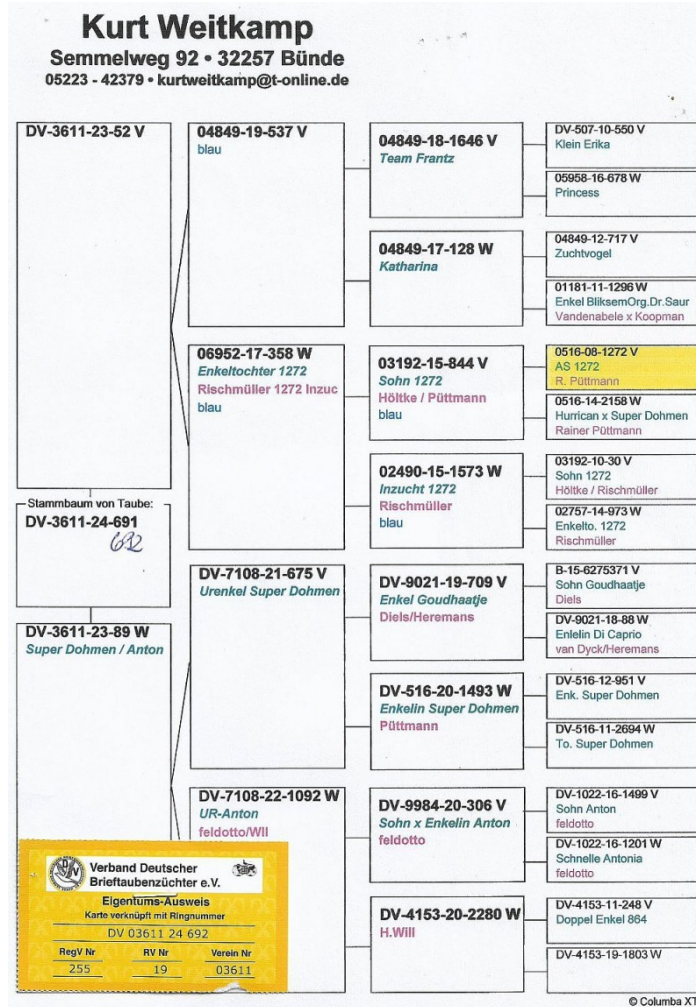 Kurt Weitkamp
Semmelweg 92 • 32257 Bünde
05223 - 42379 • kurtweitkamp@t-online.de
DV-3611-23-52 V
04849-19-537 V
blau
04849-18-1646 V
Team Frantz
DV-507-10-550 V
Klein Erika
05958-16-678 W
Princess
04849-17-128 W
Katharina
04849-12-717 V
Zuchtvogel
01181-11-1296 W
Enkel BliksemOrg.Dr.Saur
Vandenabele x Koopman
06952-17-358 W
Enkeltochter 1272
Rischmüller 1272 Inzuc
blau
03192-15-844 V
Sohn 1272
Höltke / Püttmann
blau
0516-08-1272 V
AS 1272
R. Püttmann
0516-14-2158 W
Hurrican x Super Dohmen
Rainer Püttmann
02490-15-1573 W
Inzucht 1272
Rischmüller
blau
03192-10-30 V
Sohn 1272
Höltke / Rischmüller
02757-14-973 W
Enkelto. 1272
Rischmüller
Stammbaum von Taube:
DV-3611-24-691
692
DV-3611-23-89 W
Super Dohmen / Anton
DV-7108-21-675 V
Urenkel Super Dohmen
DV-9021-19-709 V
Enkel Goudhaatje
Diels/Heremans
B-15-6275371 V
Sohn Goudhaatje
Diels
DV-9021-18-88 W
Enlelin Di Caprio
van Dyck/Heremans
DV-516-20-1493 W
Enkelin Super Dohmen
Püttmann
DV-516-12-951 V
Enk. Super Dohmen
DV-516-11-2694 W
To. Super Dohmen
DV-7108-22-1092 W
UR-Anton
feldotto/WIl
DV-9984-20-306 V
Sohn x Enkelin Anton
feldotto
DV-1022-16-1499 V
Sohn Anton
feldotto
DV-1022-16-1201 W
Schnelle Antonia
feldotto
DV-4153-20-2280 W
H.Will
DV-4153-11-248 V
Doppel Enkel 864
DV-4153-19-1803 W
Verband Deutscher
Brieftaubenzüchter e.V.
Eigentums-Ausweis
Karte verknüpft mit Ringnummer
DV 03611 24 692
RegV Nr RV Nr Verein Nr
255 19 03611
© Columba XT